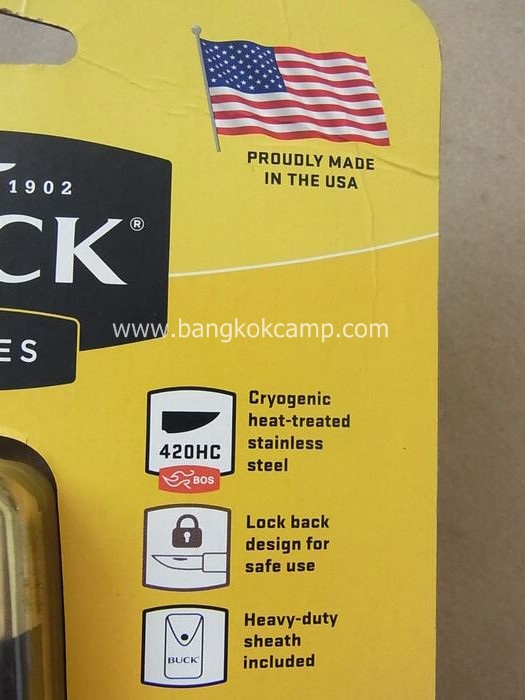 PROUDLY MADE
IN THE USA
1902
CK®
ES
www.bangkokcamp.com
Cryogenic
heat-treated
stainless
steel
420HC
BOS
Lock back
design for
safe use
Heavy-duty
sheath
included
BUCK®